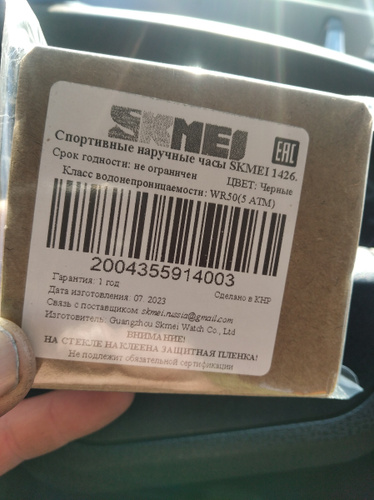 SKMEI
EAC
Спортивные наручные часы SKMEI 1426.
Срок годности: не ограничен ЦВЕТ: Черные
Класс водонепроницаемости: WR50(5 ATM)
2004355914003
Гарантия: 1 год
Дата изготовления: 07. 2023 Сделано в КНР
Связь с поставщиком: skmei.russia@gmail.com
Изготовитель: Guangzhou Skmei Watch Co., Ltd
ВНИМАНИЕ!
НА СТЕКЛЕ НАКЛЕЕНА ЗАЩИТНАЯ ПЛЕНКА!
Не подлежит обязательной сертификации